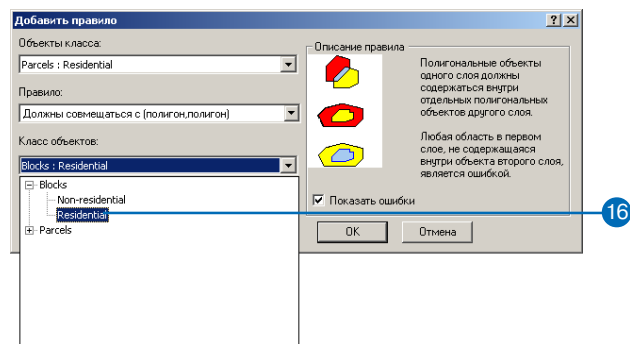 Добавить правило
Объекты класса:
Parcels : Residential
Правило:
Должны совмещаться с (полигон,полигон)
Класс объектов:
Blocks : Residential
Blocks
Non-residential
Residential
Parcels
Описание правила
Полигональные объекты
одного слоя должны
содержаться внутри
отдельных полигональных
объектов другого слоя.
Любая область в первом
слое, не содержащаяся
внутри объекта второго слоя,
является ошибкой.
Показать ошибки
OK
Отмена
16